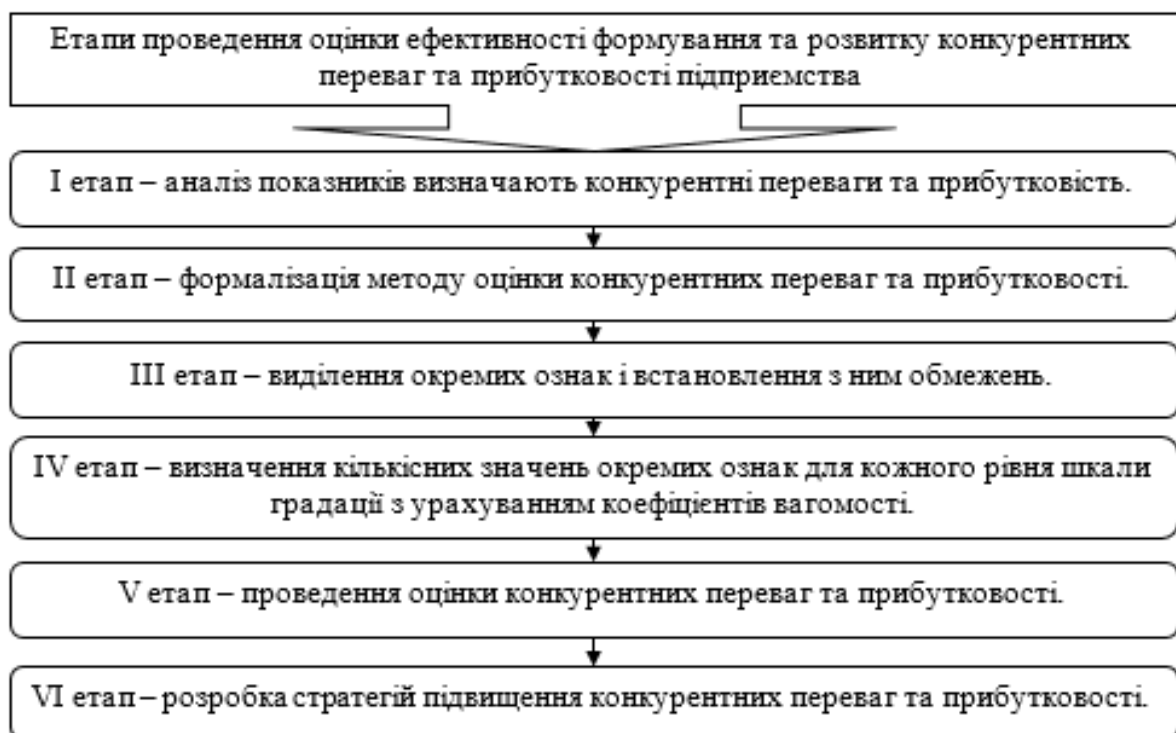 Етапи проведення оцінки ефективності формування та розвитку конкурентних
переваг та прибутковості підприємства
І етап – аналіз показників визначають конкурентні переваги та прибутковість.
ІІ етап – формалізація методу оцінки конкурентних переваг та прибутковості.
ІІІ етап – виділення окремих ознак і встановлення з ним обмежень.
IV етап – визначення кількісних значень окремих ознак для кожного рівня шкали
градації з урахуванням коефіцієнтів вагомості.
V етап – проведення оцінки конкурентних переваг та прибутковості.
VI етап – розробка стратегій підвищення конкурентних переваг та прибутковості.